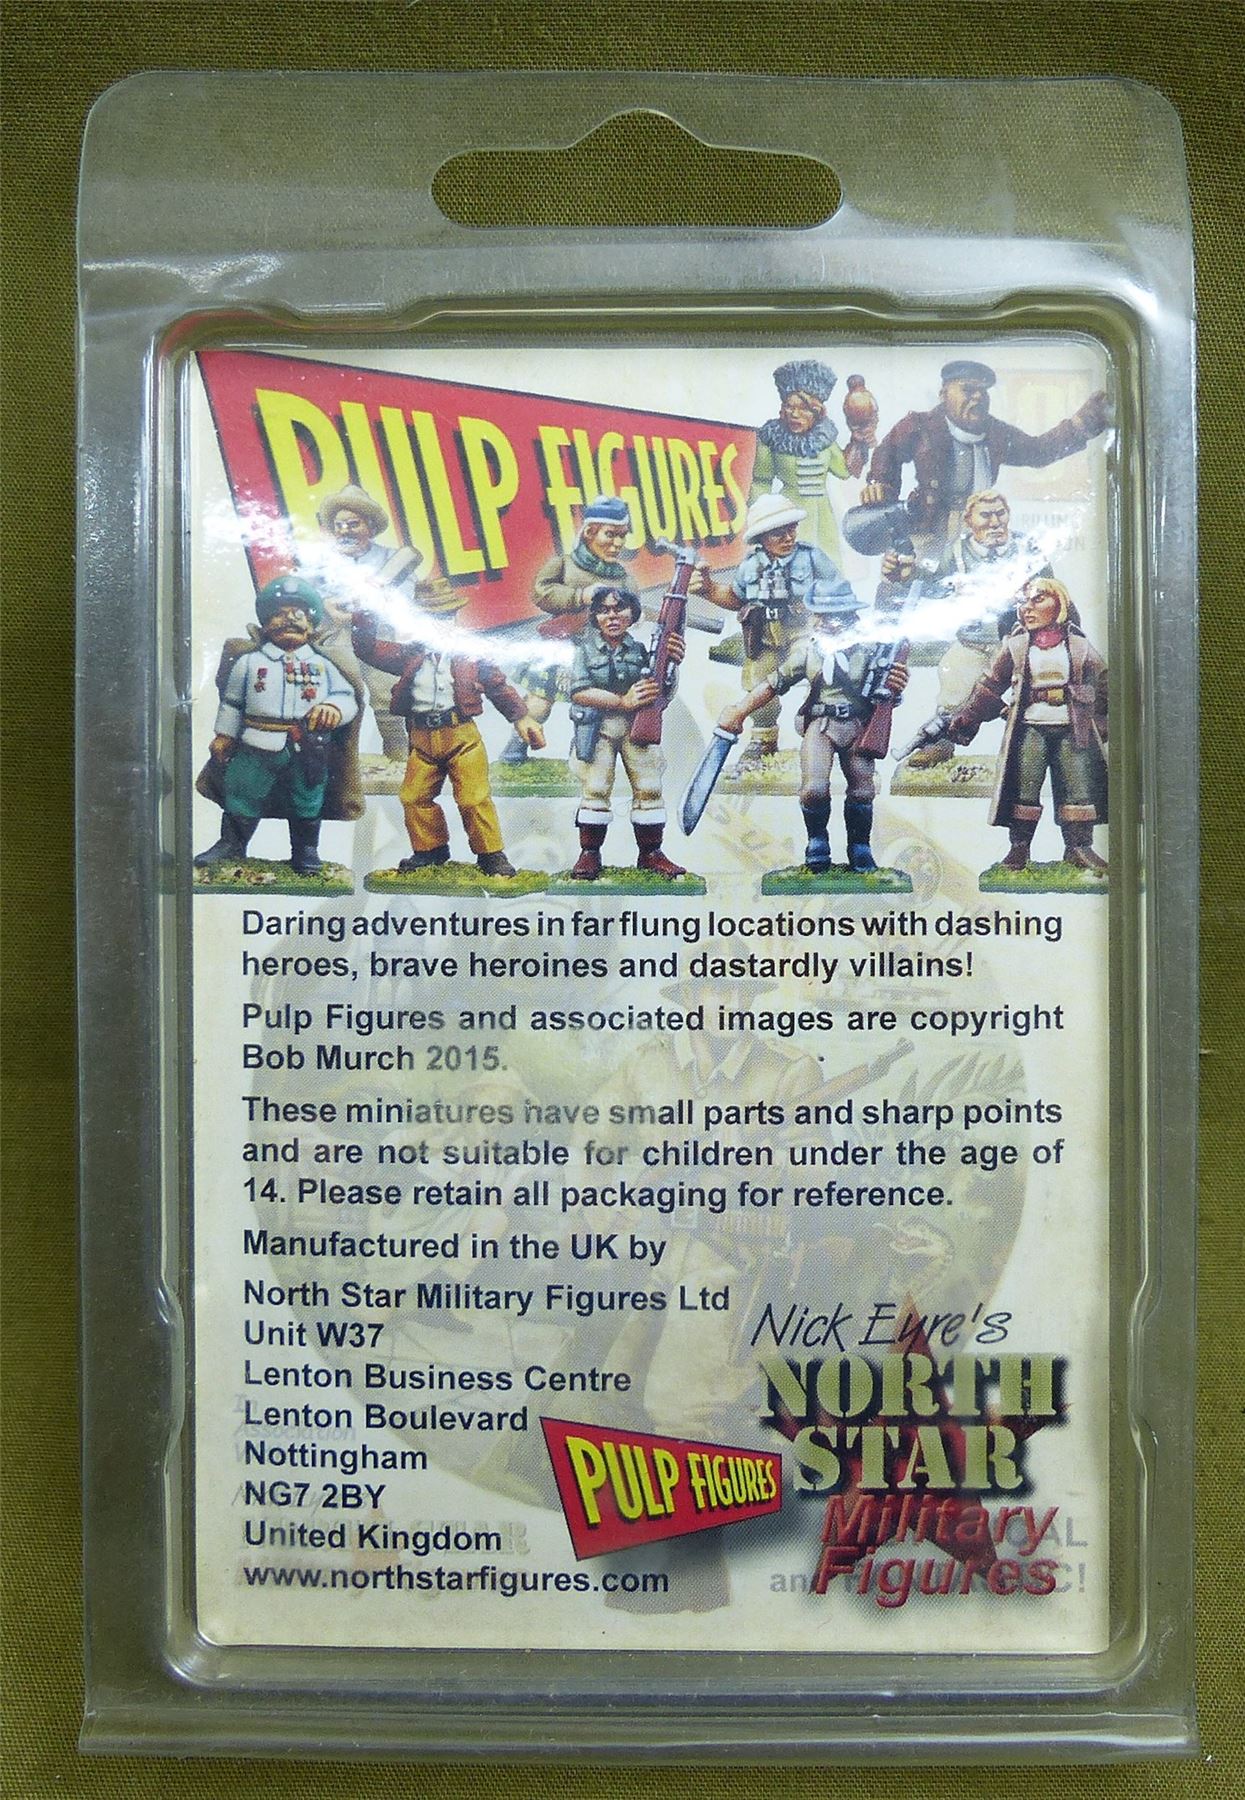 PULP FIGURES
Daring adventures in far flung locations with dashing
heroes, brave heroines and dastardly villains!
Pulp Figures and associated images are copyright
Bob Murch 2015.
These miniatures have small parts and sharp points
and are not suitable for children under the age of
14. Please retain all packaging for reference.
Manufactured in the UK by
North Star Military Figures Ltd
Unit W37
Lenton Business Centre
Lenton Boulevard
Nottingham
NG7 2BY
United Kingdom
www.northstarfigures.com
PULP FIGURES
Nick Eyre's
NORTH
STAR
Military
Figures